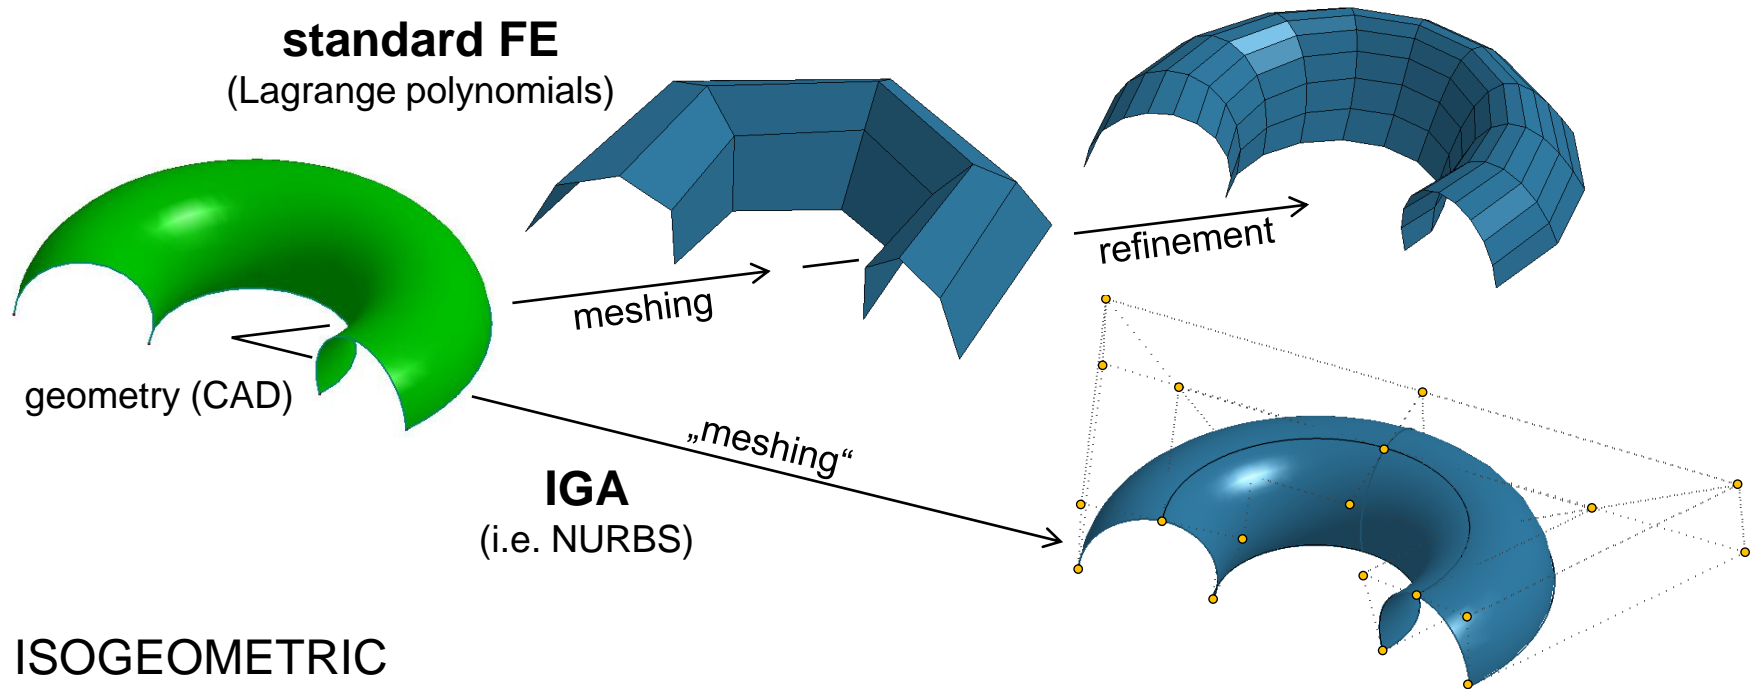 standard FE
(Lagrange polynomials)
meshing
refinement
geometry (CAD)
„meshing“
IGA
(i.e. NURBS)
ISOGEOMETRIC